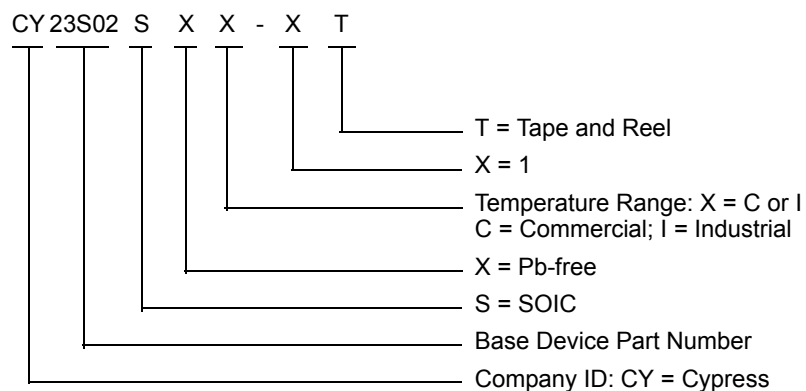 CY 23S02 S X X - X T
T = Tape and Reel
X = 1
Temperature Range: X = C or I
C = Commercial; I = Industrial
X = Pb-free
S = SOIC
Base Device Part Number
Company ID: CY = Cypress